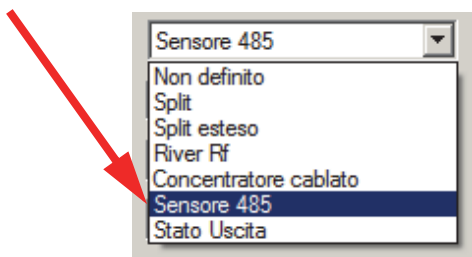 Sensore 485
Non definito
Split
Split esteso
River Rf
Concentratore cablato
Sensore 485
Stato Uscita